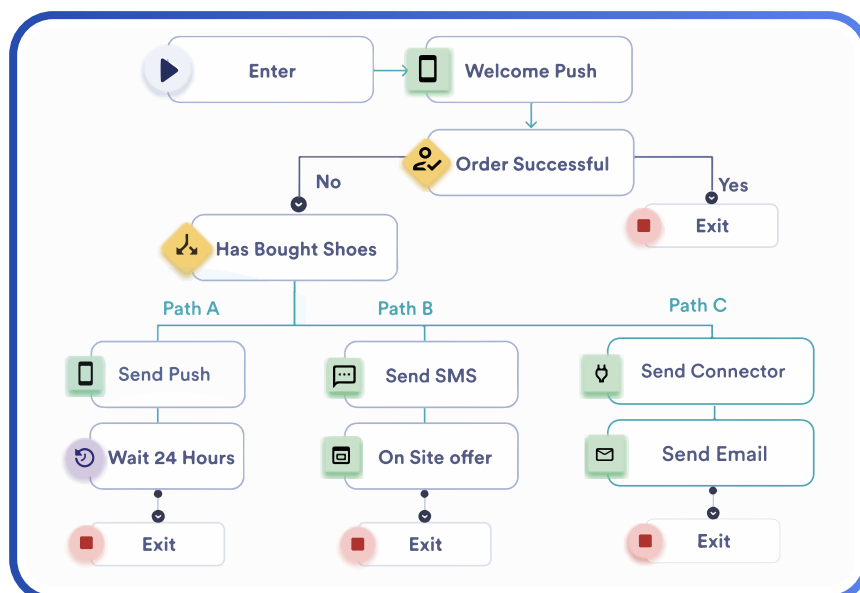 Enter
Welcome Push
Order Successful
No
Yes
Exit
Has Bought Shoes
Path A
Path B
Path C
Send Push
Send SMS
Send Connector
Wait 24 Hours
On Site offer
Send Email
Exit
Exit
Exit